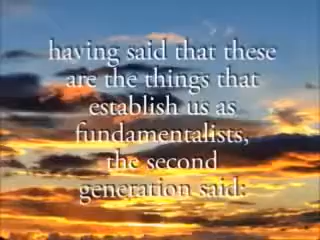 having said that these
are the things that
establish us as
fundamentalists,
the second
generation said: